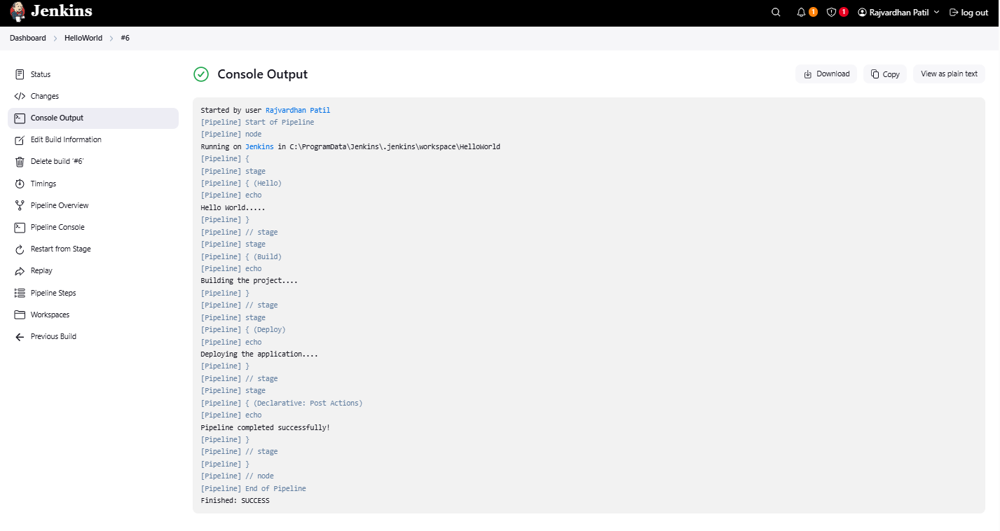 Jenkins
1
1
Rajvardhan Patil
log out
Dashboard > HelloWorld > #6
Status
Changes
Console Output
Edit Build Information
Delete build ‘#6’
Timings
Pipeline Overview
Pipeline Console
Restart from Stage
Replay
Pipeline Steps
Workspaces
Previous Build
Console Output
Download
Copy
View as plain text
Started by user Rajvardhan Patil
[Pipeline] Start of Pipeline
[Pipeline] node
Running on Jenkins in C:\ProgramData\Jenkins\.jenkins\workspace\HelloWorld
[Pipeline] {
[Pipeline] stage
[Pipeline] { (Hello)
[Pipeline] echo
Hello World.....
[Pipeline] }
[Pipeline] // stage
[Pipeline] stage
[Pipeline] { (Build)
[Pipeline] echo
Building the project....
[Pipeline] }
[Pipeline] // stage
[Pipeline] stage
[Pipeline] { (Deploy)
[Pipeline] echo
Deploying the application....
[Pipeline] }
[Pipeline] // stage
[Pipeline] stage
[Pipeline] { (Declarative: Post Actions)
[Pipeline] echo
Pipeline completed successfully!
[Pipeline] }
[Pipeline] // stage
[Pipeline] }
[Pipeline] // node
[Pipeline] End of Pipeline
Finished: SUCCESS